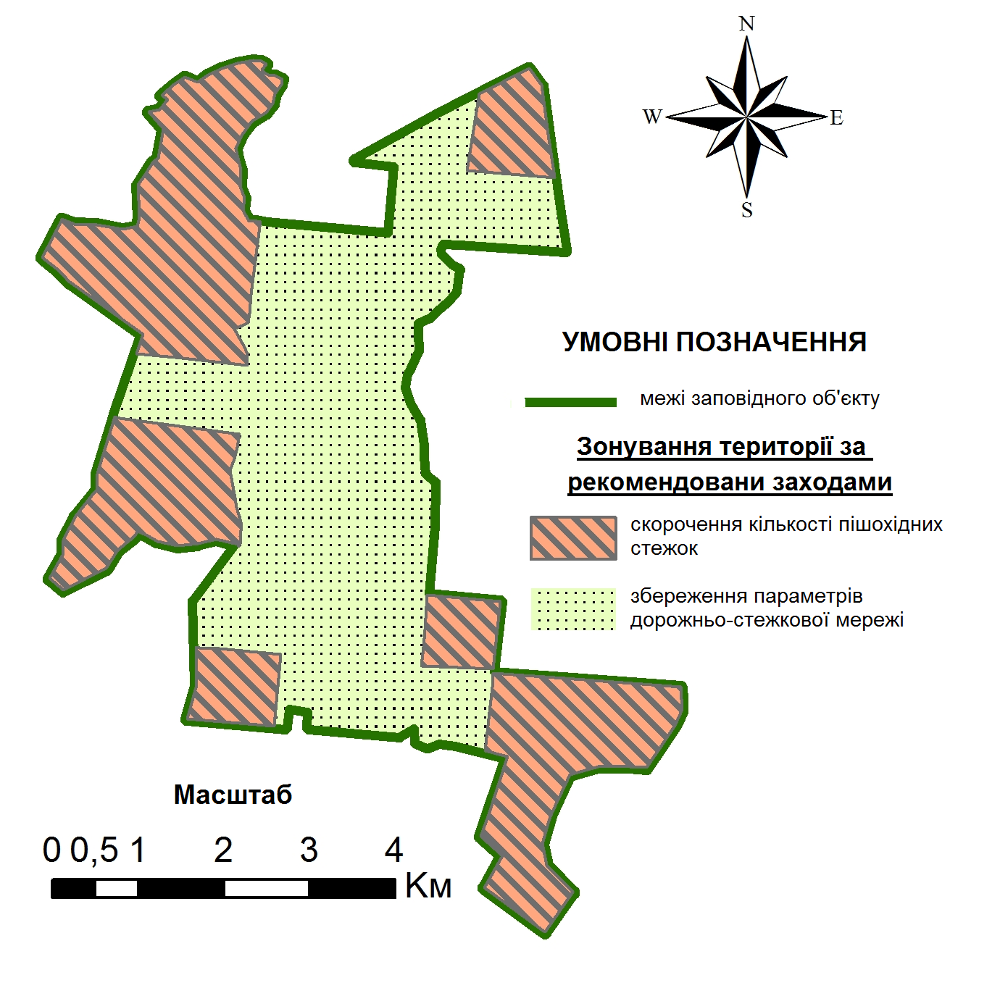 N
W
E
S
УМОВНІ ПОЗНАЧЕННЯ
межі заповідного об'єкту
Зонування території за
рекомендовани заходами
скорочення кількості пішохідних
стежок
збереження параметрів
дорожньо-стежкової мережі
Масштаб
0 0,5 1 2 3 4
Км